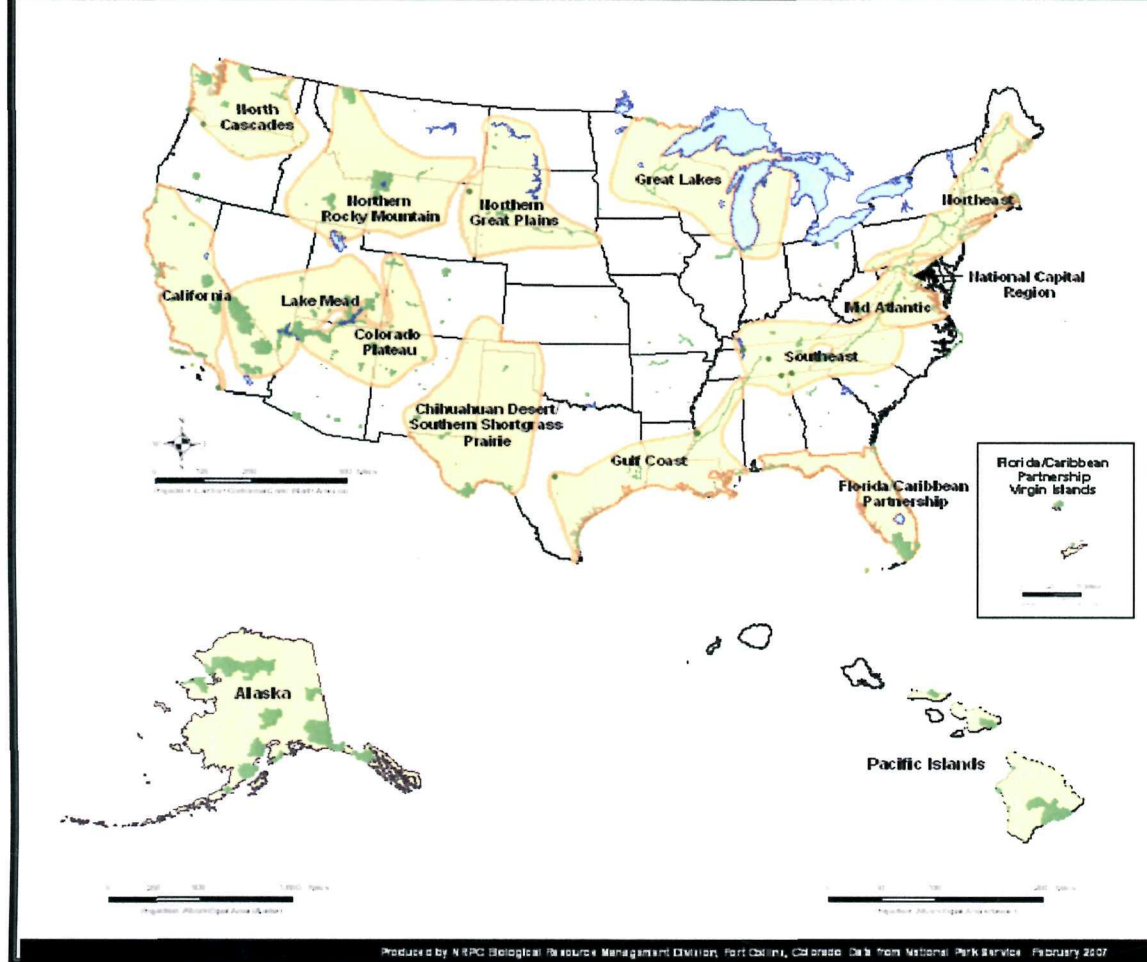 North
Cascades
Northern
Rocky Mountain
Northern
Great Plains
Great Lakes
Northeast
National Capital
Region
California
Lake Mead
Colorado
Plateau
Mid Atlantic
Southeast
Chihuahuan Desert/
Southern Shortgrass
Prairie
Gulf Coast
Florida/Caribbean
Partnership
Florida/Caribbean
Partnership
Virgin Islands
Alaska
Pacific Islands
Produced by NRPC Biological Resource Management Division, Fort Collins, Colorado. Data from National Park Service. February 2007